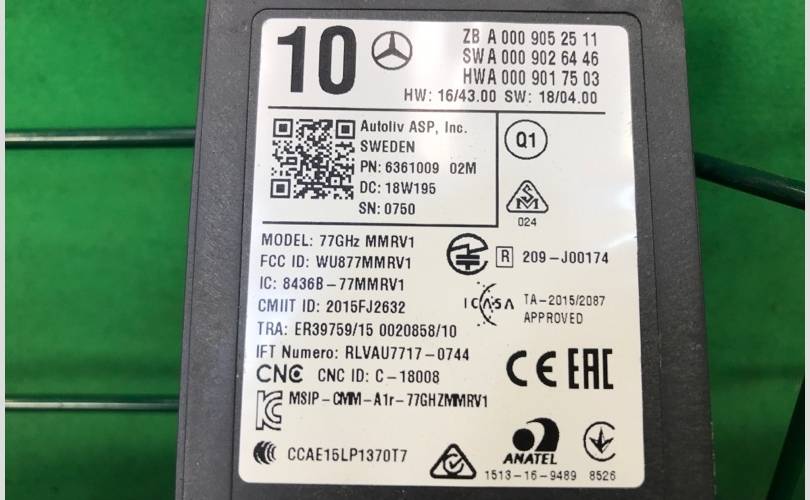 10
ZB A 000 905 25 11
SW A 000 902 64 46
HW A 000 901 75 03
HW: 16/43.00 SW: 18/04.00
Autoliv ASP, Inc.
SWEDEN
PN: 6361009 02M
DC: 18W195
SN: 0750
Q1
024
MODEL: 77GHz MMRV1
FCC ID: WU877MMRV1
R 209-J00174
IC: 8436B-77MMRV1
CMIIT ID: 2015FJ2632
ICASA TA-2015/2087
APPROVED
TRA: ER39759/15 0020858/10
IFT Numero: RLVAU7717-0744
CNC CNC ID: C-18008
CE EAC
MSIP-CMM-A1r-77GHZMMRV1
CCAE15LP1370T7
ANATEL
1513-16-9489 8526